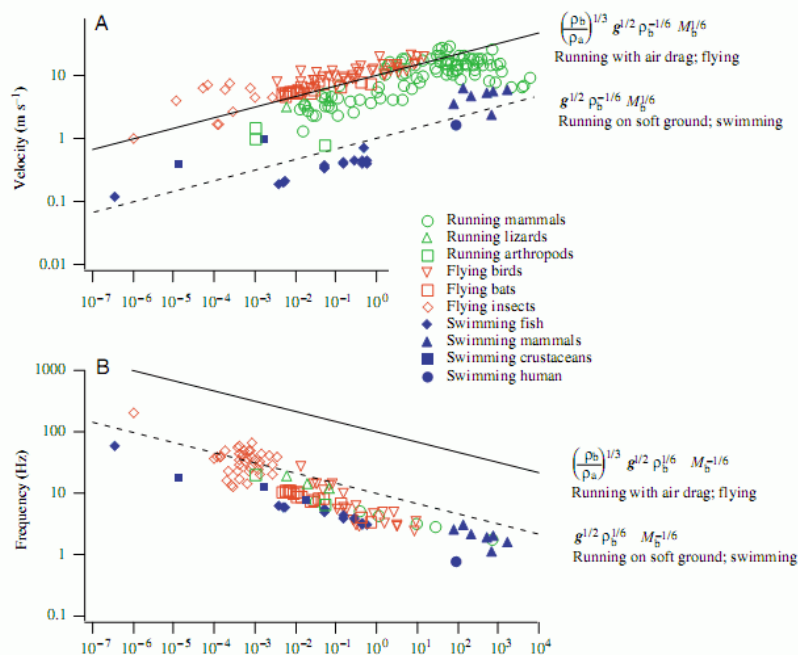 A
(ρb/ρa)^1/3 g^1/2 ρb^-1/6 Mb^1/6
Running with air drag; flying
g^1/2 ρb^-1/6 Mb^1/6
Running on soft ground; swimming
Velocity (m s⁻¹)
10
1
0.1
0.01
10⁻⁷ 10⁻⁶ 10⁻⁵ 10⁻⁴ 10⁻³ 10⁻² 10⁻¹ 10⁰
Running mammals
Running lizards
Running arthropods
Flying birds
Flying bats
Flying insects
Swimming fish
Swimming mammals
Swimming crustaceans
Swimming human
B
Frequency (Hz)
1000
100
10
1
0.1
(ρb/ρa)^1/3 g^1/2 ρb^1/6 Mb^-1/6
Running with air drag; flying
g^1/2 ρb^1/6 Mb^-1/6
Running on soft ground; swimming
10⁻⁷ 10⁻⁶ 10⁻⁵ 10⁻⁴ 10⁻³ 10⁻² 10⁻¹ 10⁰ 10¹ 10² 10³ 10⁴